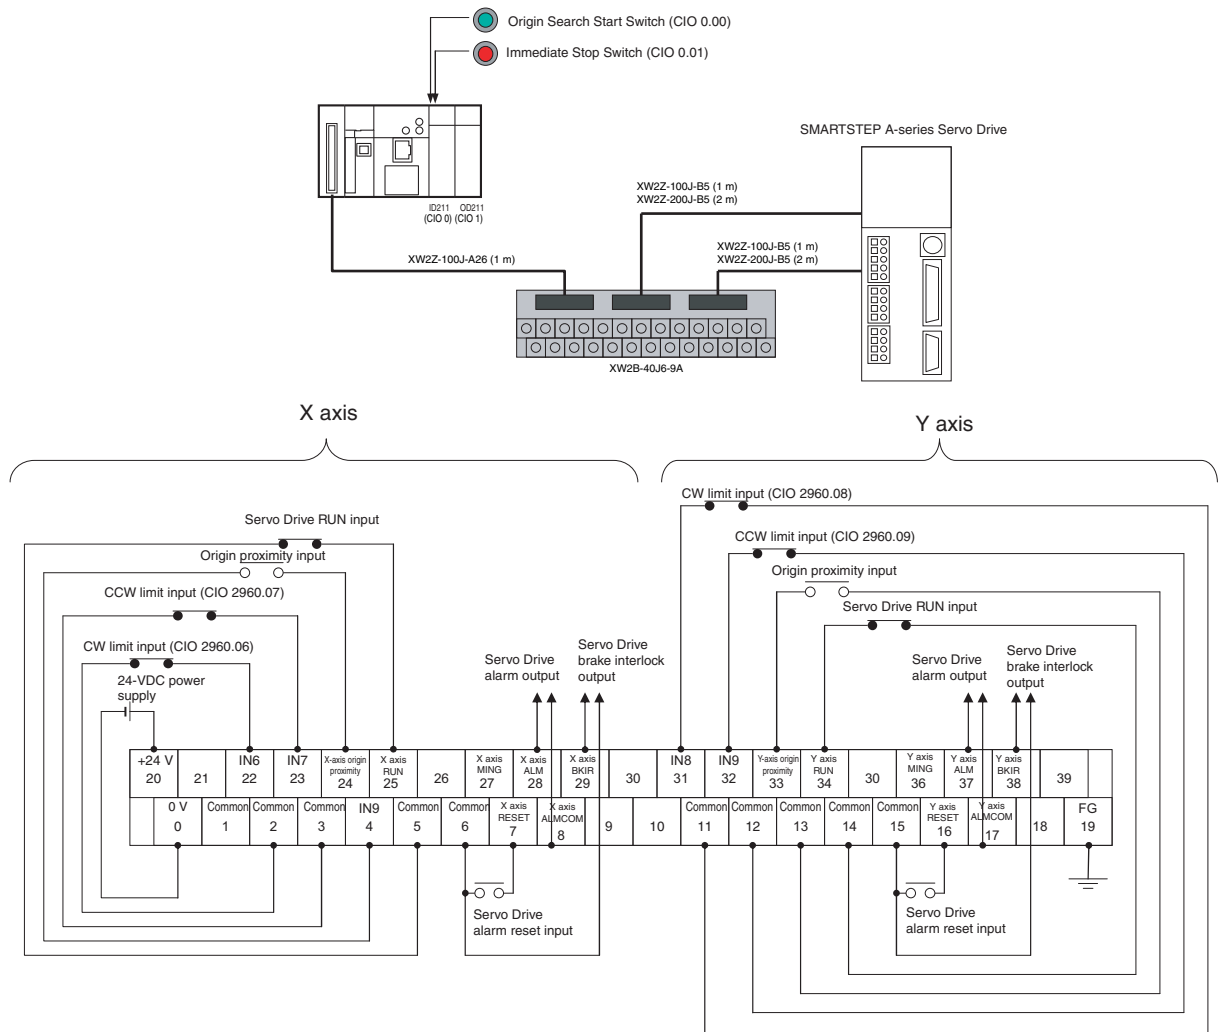 Origin Search Start Switch (CIO 0.00)
Immediate Stop Switch (CIO 0.01)
SMARTSTEP A-series Servo Drive
ID211 OD211
(CIO 0) (CIO 1)
XW2Z-100J-B5 (1 m)
XW2Z-200J-B5 (2 m)
XW2Z-100J-B5 (1 m)
XW2Z-200J-B5 (2 m)
XW2Z-100J-A26 (1 m)
XW2B-40J6-9A
X axis
Y axis
Servo Drive RUN input
Origin proximity input
CCW limit input (CIO 2960.07)
CW limit input (CIO 2960.06)
24-VDC power
supply
Servo Drive
alarm output
Servo Drive
brake interlock
output
CW limit input (CIO 2960.08)
CCW limit input (CIO 2960.09)
Origin proximity input
Servo Drive RUN input
Servo Drive
alarm output
Servo Drive
brake interlock
output
+24 V
20
21
IN6
22
IN7
23
X-axis origin
proximity
24
X axis
RUN
25
26
X axis
MING
27
X axis
ALM
28
X axis
BKIR
29
30
IN8
31
IN9
32
Y-axis origin
proximity
33
Y axis
RUN
34
30
Y axis
MING
36
Y axis
ALM
37
Y axis
BKIR
38
39
0 V
0
Common
1
Common
2
Common
3
IN9
4
Common
5
Common
6
X axis
RESET
7
X axis
ALMCOM
8
9
10
Common
11
Common
12
Common
13
Common
14
Common
15
Y axis
RESET
16
Y axis
ALMCOM
17
18
FG
19
Servo Drive
alarm reset input
Servo Drive
alarm reset input